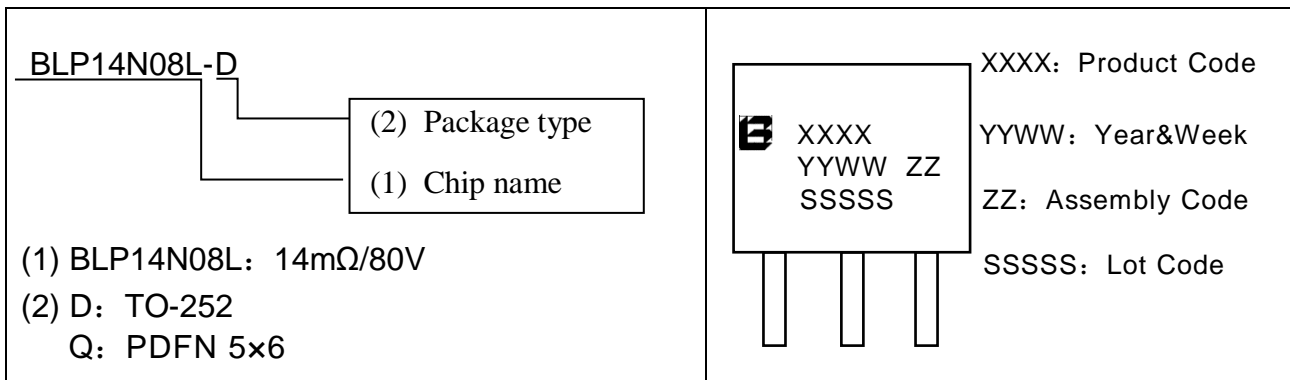 BLP14N08L-D
(2) Package type
(1) Chip name
(1) BLP14N08L：14mΩ/80V
(2) D：TO-252
Q：PDFN 5×6
XXXX
YYWW ZZ
SSSSS
XXXX：Product Code
YYWW：Year&Week
ZZ：Assembly Code
SSSSS：Lot Code